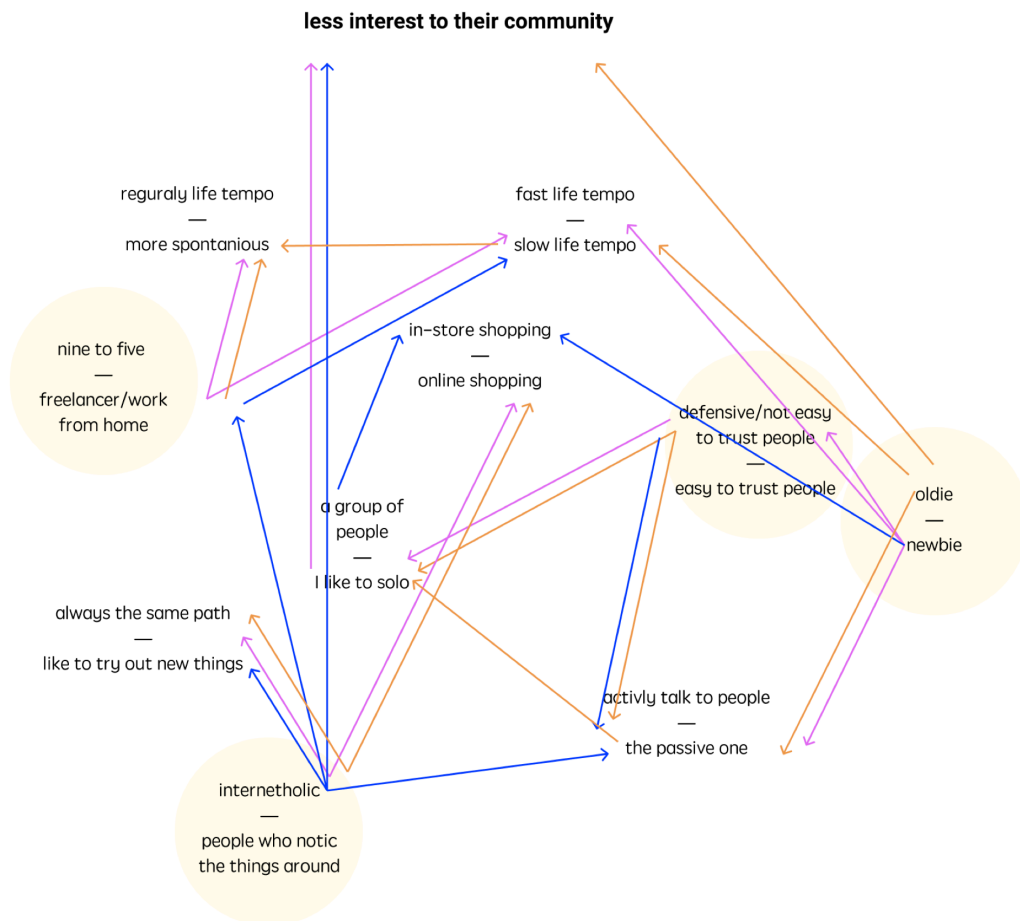 less interest to their community
reguraly life tempo
—
more spontanious
fast life tempo
—
slow life tempo
nine to five
—
freelancer/work
from home
in-store shopping
—
online shopping
defensive/not easy
to trust people
—
easy to trust people
oldie
—
newbie
a group of
people
—
I like to solo
always the same path
—
like to try out new things
activly talk to people
—
the passive one
internetholic
—
people who notic
the things around